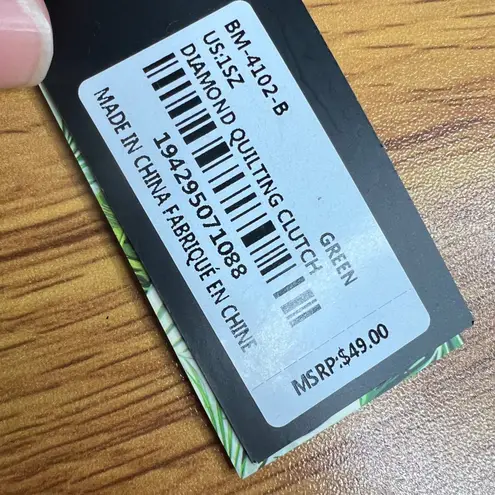 BM-4102-B
US:1SZ
DIAMOND QUILTING CLUTCH
GREEN
194295071088
MADE IN CHINA FABRIQUÉ EN CHINE
MSRP:$49.00